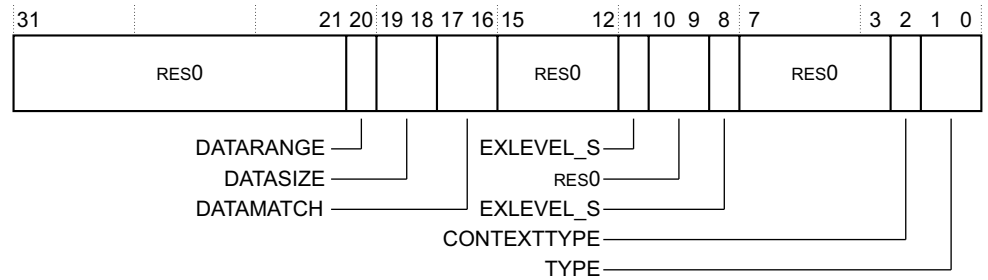 31 21 20 19 18 17 16 15 12 11 10 9 8 7 3 2 1 0
RES0 RES0 RES0
DATARANGE EXLEVEL_S
DATASIZE RES0
DATAMATCH EXLEVEL_S
CONTEXTTYPE
TYPE